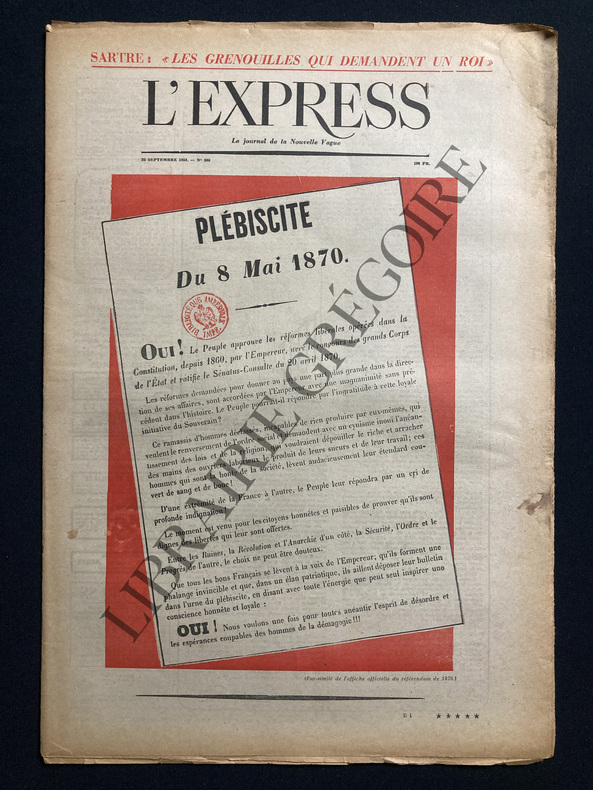 SARTRE : « LES GRENOUILLES QUI DEMANDENT UN ROI »
L'EXPRESS
Le journal de la Nouvelle Vague
25 SEPTEMBRE 1958. — N°
100 FR.
PLÉBISCITE
Du 8 Mai 1870.
BIBLIOTHÈQUE IMPÉRIALE
OUI ! Le Peuple approuve les réformes libérales opérées dans la
Constitution, depuis 1860, par l'Empereur, avec le concours des grands Corps
de l'État et ratifie le Sénatus-Consulte du 20 avril 1870.
Les réformes demandées pour donner au pays une part plus grande dans la direc-
tion de ses affaires, sont accordées par l'Empereur avec une magnanimité sans pré-
cédent dans l'histoire. Le Peuple pourrait-il répondre par l'ingratitude à cette loyale
initiative du Souverain ?
Ce ramassis d'hommes incapables de rien produire par eux-mêmes, qui
veulent le renversement de l'ordre social et demandent avec un cynisme inouï l'anéan-
tissement des lois et de la religion, qui voudraient dépouiller le riche et arracher
des mains des ouvriers le produit de leurs sueurs et de leur travail ; ces
hommes qui sont la honte de la société, lèvent audacieusement leur étendard cou-
vert de sang et de boue !
D'une extrémité de la France à l'autre, le Peuple leur répondra par un cri de
profonde indignation !
Le moment est venu pour les citoyens honnêtes et paisibles de prouver qu'ils sont
dignes des libertés qui leur sont offertes.
Entre les Ruines, la Révolution et l'Anarchie d'un côté, la Sécurité, l'Ordre et le
Progrès de l'autre, le choix ne peut être douteux.
Que tous les bons Français se lèvent à la voix de l'Empereur ; qu'ils forment une
phalange invincible et que, dans un élan patriotique, ils aillent déposer leur bulletin
dans l'urne du plébiscite, en disant avec toute l'énergie que peut seul inspirer une
conscience honnête et loyale :
OUI ! Nous voulons une fois pour toutes anéantir l'esprit de désordre et
les espérances coupables des hommes de la démagogie !!!
(Fac-similé de l'affiche officielle du référendum de 1870.)
D 1 ★ ★ ★ ★ ★
LIBRAIRIE GRÉGOIRE